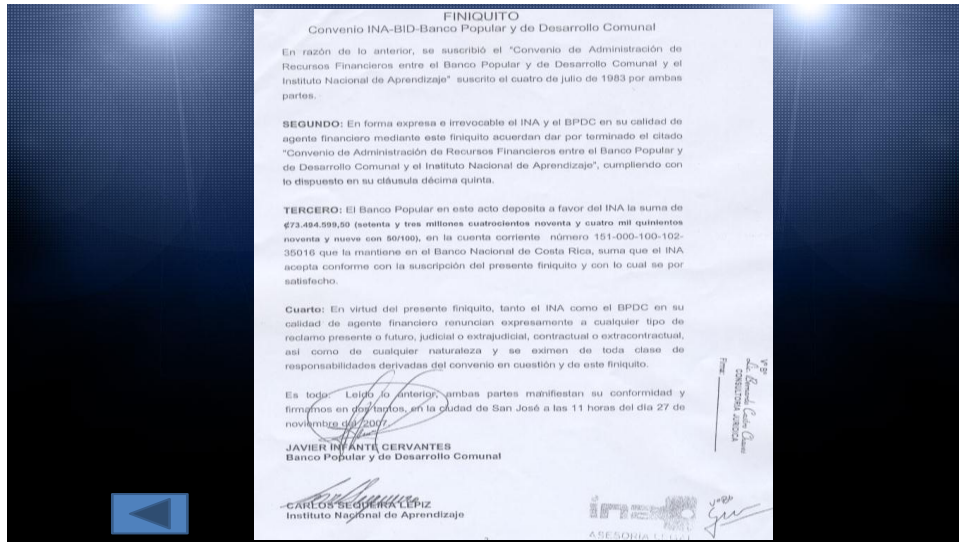 FINIQUITO
Convenio INA-BID-Banco Popular y de Desarrollo Comunal
En razón de lo anterior, se suscribió el "Convenio de Administración de
Recursos Financieros entre el Banco Popular y de Desarrollo Comunal y el
Instituto Nacional de Aprendizaje" suscrito el cuatro de julio de 1983 por ambas
partes.
SEGUNDO: En forma expresa e irrevocable el INA y el BPDC en su calidad de
agente financiero mediante este finiquito acuerdan dar por terminado el citado
"Convenio de Administración de Recursos Financieros entre el Banco Popular y
de Desarrollo Comunal y el Instituto Nacional de Aprendizaje", cumpliendo con
lo dispuesto en su cláusula décima quinta.
TERCERO: El Banco Popular en este acto deposita a favor del INA la suma de
¢73.494.599,50 (setenta y tres millones cuatrocientos noventa y cuatro mil quinientos
noventa y nueve con 50/100), en la cuenta corriente número 151-000-100-102-
35016 que la mantiene en el Banco Nacional de Costa Rica, suma que el INA
acepta conforme con la suscripción del presente finiquito y con lo cual se por
satisfecho.
Cuarto: En virtud del presente finiquito, tanto el INA como el BPDC en su
calidad de agente financiero renuncian expresamente a cualquier tipo de
reclamo presente o futuro, judicial o extrajudicial, contractual o extracontractual,
así como de cualquier naturaleza y se eximen de toda clase de
responsabilidades derivadas del convenio en cuestión y de este finiquito.
Es todo. Leído lo anterior, ambas partes manifiestan su conformidad y
firmamos en dos tantos, en la ciudad de San José a las 11 horas del día 27 de
noviembre del 2007.
JAVIER INFANTE CERVANTES
Banco Popular y de Desarrollo Comunal
CARLOS SEQUEIRA LEPIZ
Instituto Nacional de Aprendizaje
VºBº
CONSULTORIA JURIDICA
Firma:
ina
ASESORIA LEGAL
VºBº